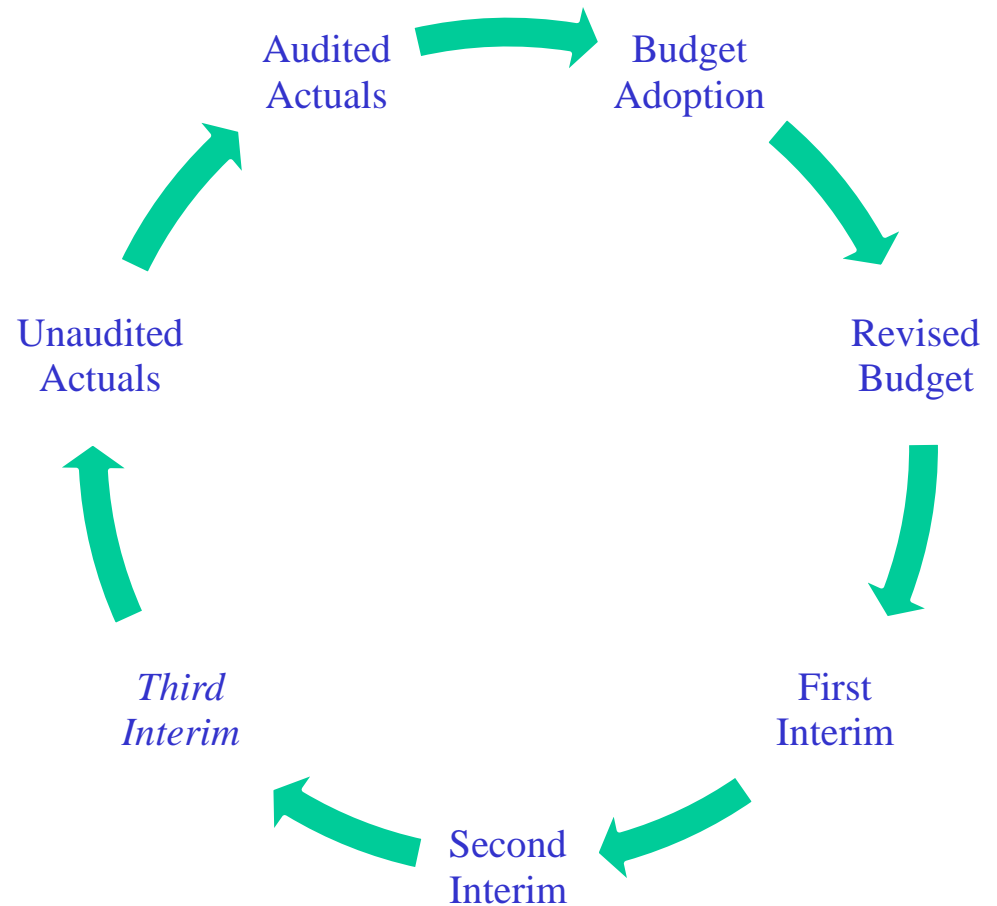 Audited
Actuals
Budget
Adoption
Revised
Budget
First
Interim
Second
Interim
Third
Interim
Unaudited
Actuals